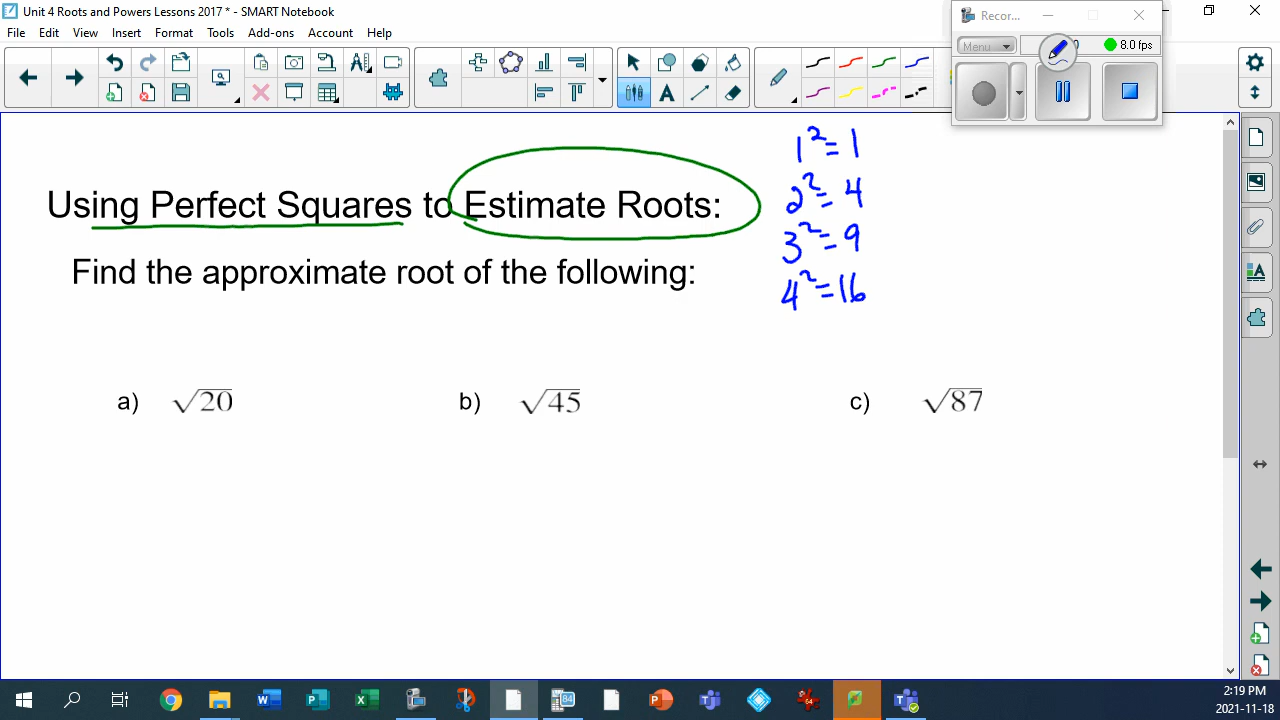 Unit 4 Roots and Powers Lessons 2017 * - SMART Notebook
File Edit View Insert Format Tools Add-ons Account Help
Recor...
Menu
8.0 fps
1² = 1
2² = 4
3² = 9
4² = 16
Using Perfect Squares to Estimate Roots:
Find the approximate root of the following:
a) √20 b) √45 c) √87
2:19 PM
2021-11-18